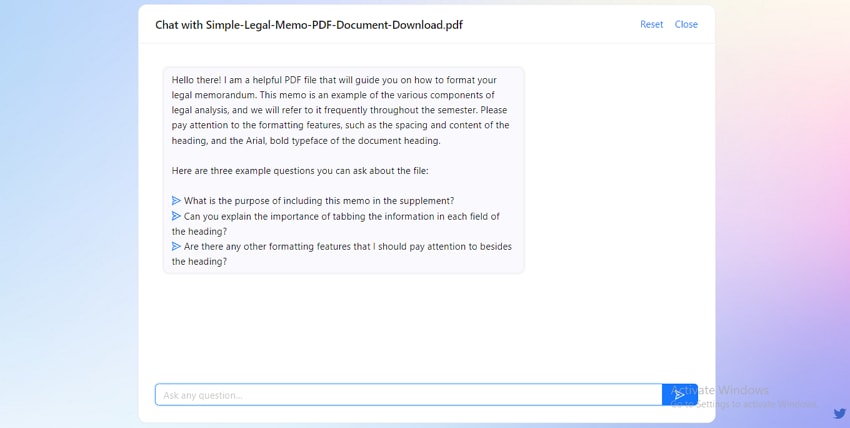 Chat with Simple-Legal-Memo-PDF-Document-Download.pdf
Reset
Close
Hello there! I am a helpful PDF file that will guide you on how to format your
legal memorandum. This memo is an example of the various components of
legal analysis, and we will refer to it frequently throughout the semester. Please
pay attention to the formatting features, such as the spacing and content of the
heading, and the Arial, bold typeface of the document heading.
Here are three example questions you can ask about the file:
What is the purpose of including this memo in the supplement?
Can you explain the importance of tabbing the information in each field of
the heading?
Are there any other formatting features that I should pay attention to besides
the heading?
Ask any question...
Activate Windows
Go to Settings to activate Windows.